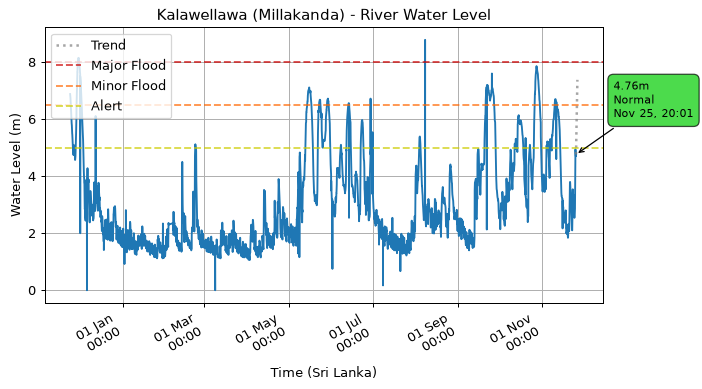 Kalawellawa (Millakanda) - River Water Level
Trend
Major Flood
Minor Flood
Alert
4.76m
Normal
Nov 25, 20:01
Water Level (m)
8
6
4
2
0
01 Jan
00:00
01 Mar
00:00
01 May
00:00
01 Jul
00:00
01 Sep
00:00
01 Nov
00:00
Time (Sri Lanka)